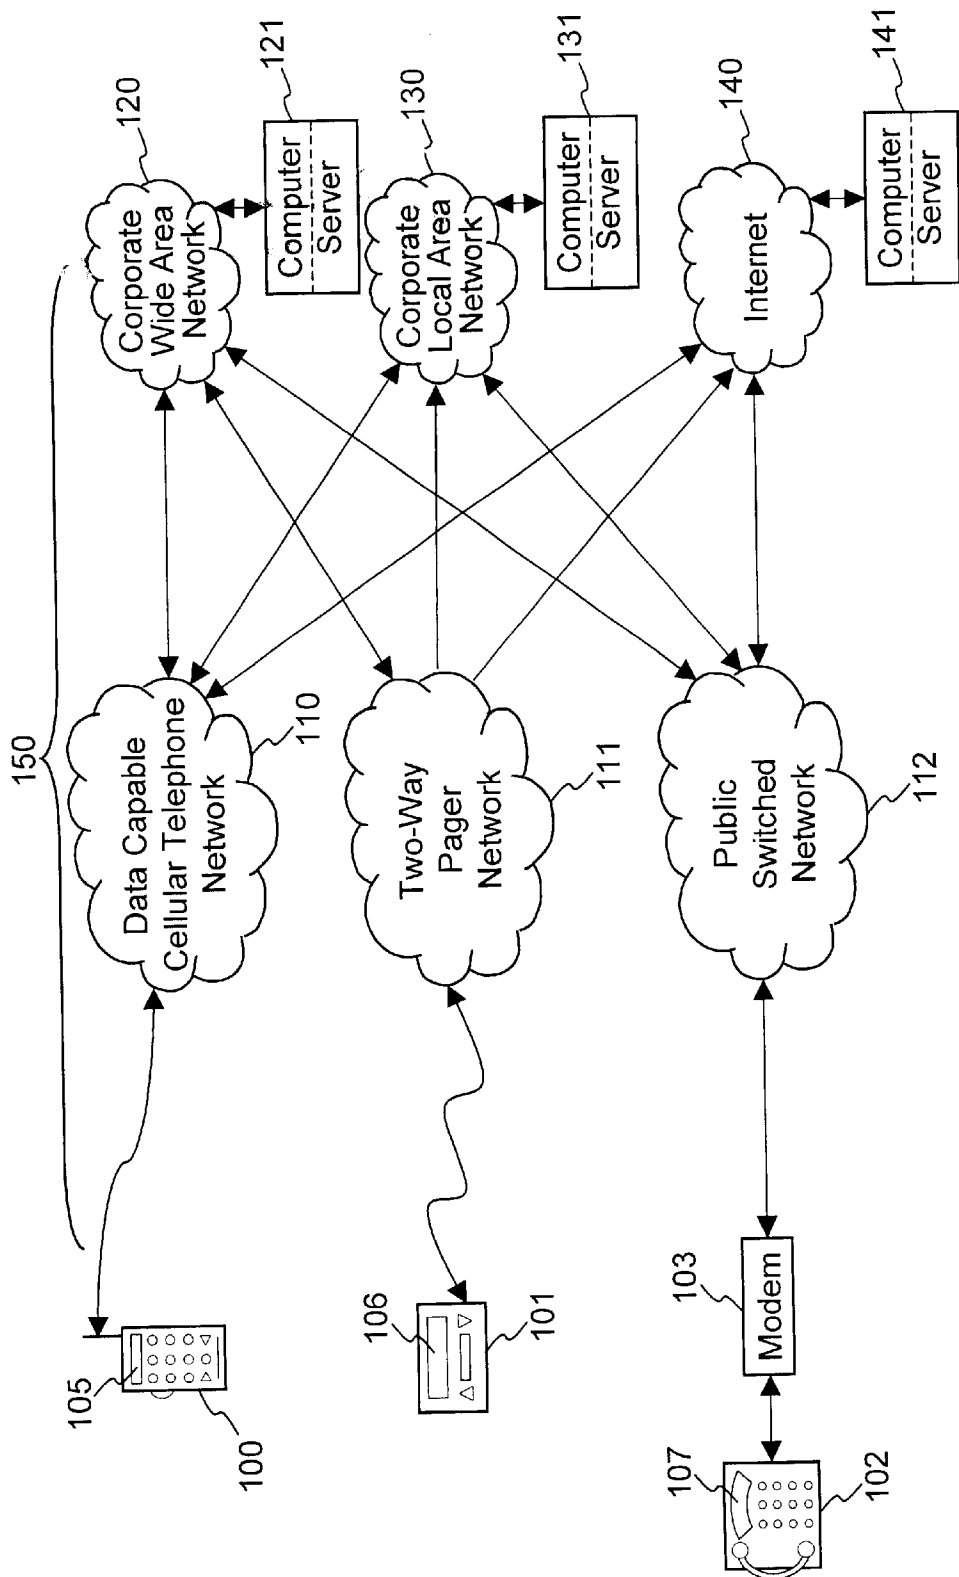 150
120
Corporate
Wide Area
Network
121
Computer
Server
130
Corporate
Local Area
Network
131
Computer
Server
140
Internet
141
Computer
Server
Data Capable
Cellular Telephone
Network
110
Two-Way
Pager
Network
111
Public
Switched
Network
112
105
100
106
101
103
Modem
107
102